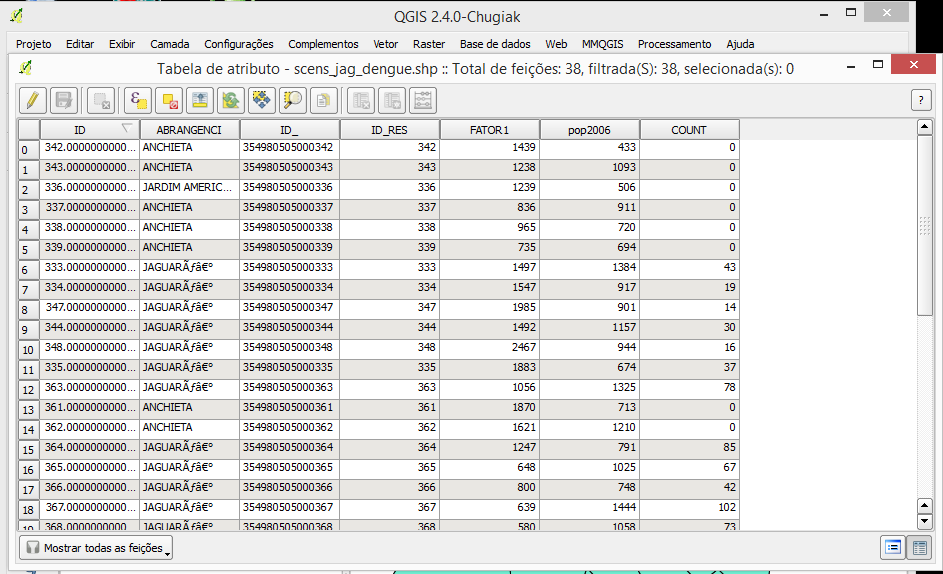 QGIS 2.4.0-Chugiak
Projeto Editar Exibir Camada Configurações Complementos Vetor Raster Base de dados Web MMQGIS Processamento Ajuda
Tabela de atributo - scens_jag_dengue.shp :: Total de feições: 38, filtrada(S): 38, selecionada(s): 0
?
ID ABRANGENCI ID_ ID_RES FATOR1 pop2006 COUNT
0 342.0000000000... ANCHIETA 354980505000342 342 1439 433 0
1 343.0000000000... ANCHIETA 354980505000343 343 1238 1093 0
2 336.0000000000... JARDIM AMERIC... 354980505000336 336 1239 506 0
3 337.0000000000... ANCHIETA 354980505000337 337 836 911 0
4 338.0000000000... ANCHIETA 354980505000338 338 965 720 0
5 339.0000000000... ANCHIETA 354980505000339 339 735 694 0
6 333.0000000000... JAGUARÃƒâ€º 354980505000333 333 1497 1384 43
7 334.0000000000... JAGUARÃƒâ€º 354980505000334 334 1547 917 19
8 347.0000000000... JAGUARÃƒâ€º 354980505000347 347 1985 901 14
9 344.0000000000... JAGUARÃƒâ€º 354980505000344 344 1492 1157 30
10 348.0000000000... JAGUARÃƒâ€º 354980505000348 348 2467 944 16
11 335.0000000000... JAGUARÃƒâ€º 354980505000335 335 1883 674 37
12 363.0000000000... JAGUARÃƒâ€º 354980505000363 363 1056 1325 78
13 361.0000000000... ANCHIETA 354980505000361 361 1870 713 0
14 362.0000000000... ANCHIETA 354980505000362 362 1621 1210 0
15 364.0000000000... JAGUARÃƒâ€º 354980505000364 364 1247 791 85
16 365.0000000000... JAGUARÃƒâ€º 354980505000365 365 648 1025 67
17 366.0000000000... JAGUARÃƒâ€º 354980505000366 366 800 748 42
18 367.0000000000... JAGUARÃƒâ€º 354980505000367 367 639 1444 102
19 368.0000000000... JAGUARÃƒâ€º 354980505000368 368 580 1058 73
Mostrar todas as feições